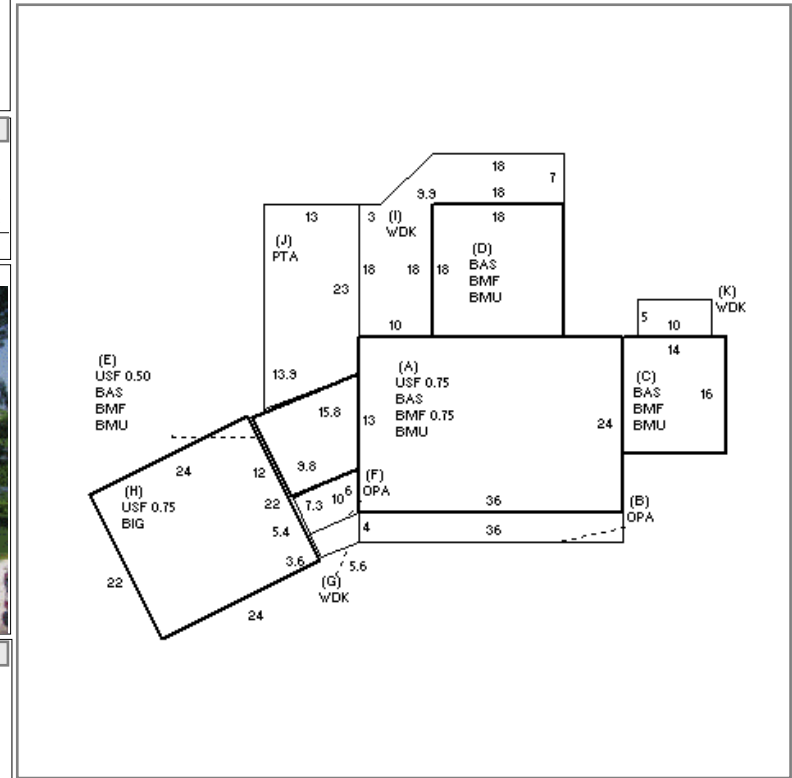 18
7
9.9
18
13
3
(I)
WDK
18
(J)
PTA
(D)
BAS
BMF
BMU
18
18
18
23
(K)
WDK
5
10
10
14
(E)
USF 0.50
BAS
BMF
BMU
(A)
USF 0.75
BAS
BMF 0.75
BMU
(C)
BAS
BMF
BMU
16
13.9
15.8
13
24
24
12
9.8
(F)
OPA
(H)
USF 0.75
BIG
22
7.3
10
6
36
(B)
OPA
5.4
4
36
3.6
5.6
(G)
WDK
22
24